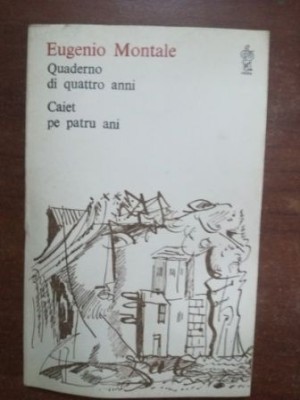 Eugenio Montale
Quaderno
di quattro anni
Caiet
pe patru ani